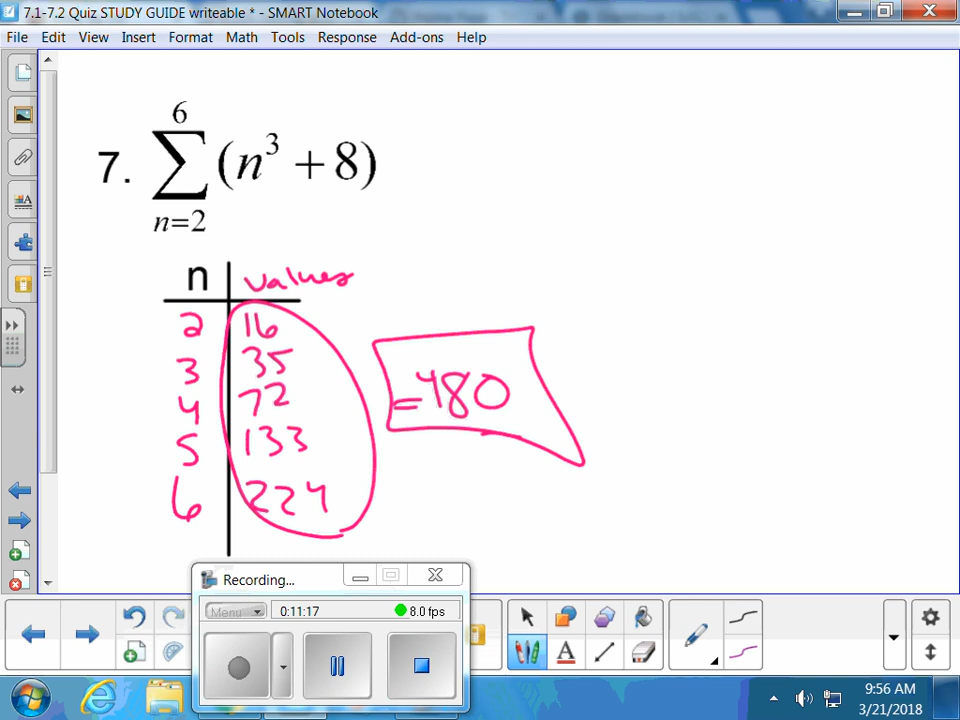 7.1-7.2 Quiz STUDY GUIDE writeable * - SMART Notebook
File Edit View Insert Format Math Tools Response Add-ons Help
6
7. ∑ (n³ + 8)
n=2
n values
2 16
3 35
4 72
5 133
6 224
=480
Recording...
Menu 0:11:17 8.0 fps
A
9:56 AM
3/21/2018